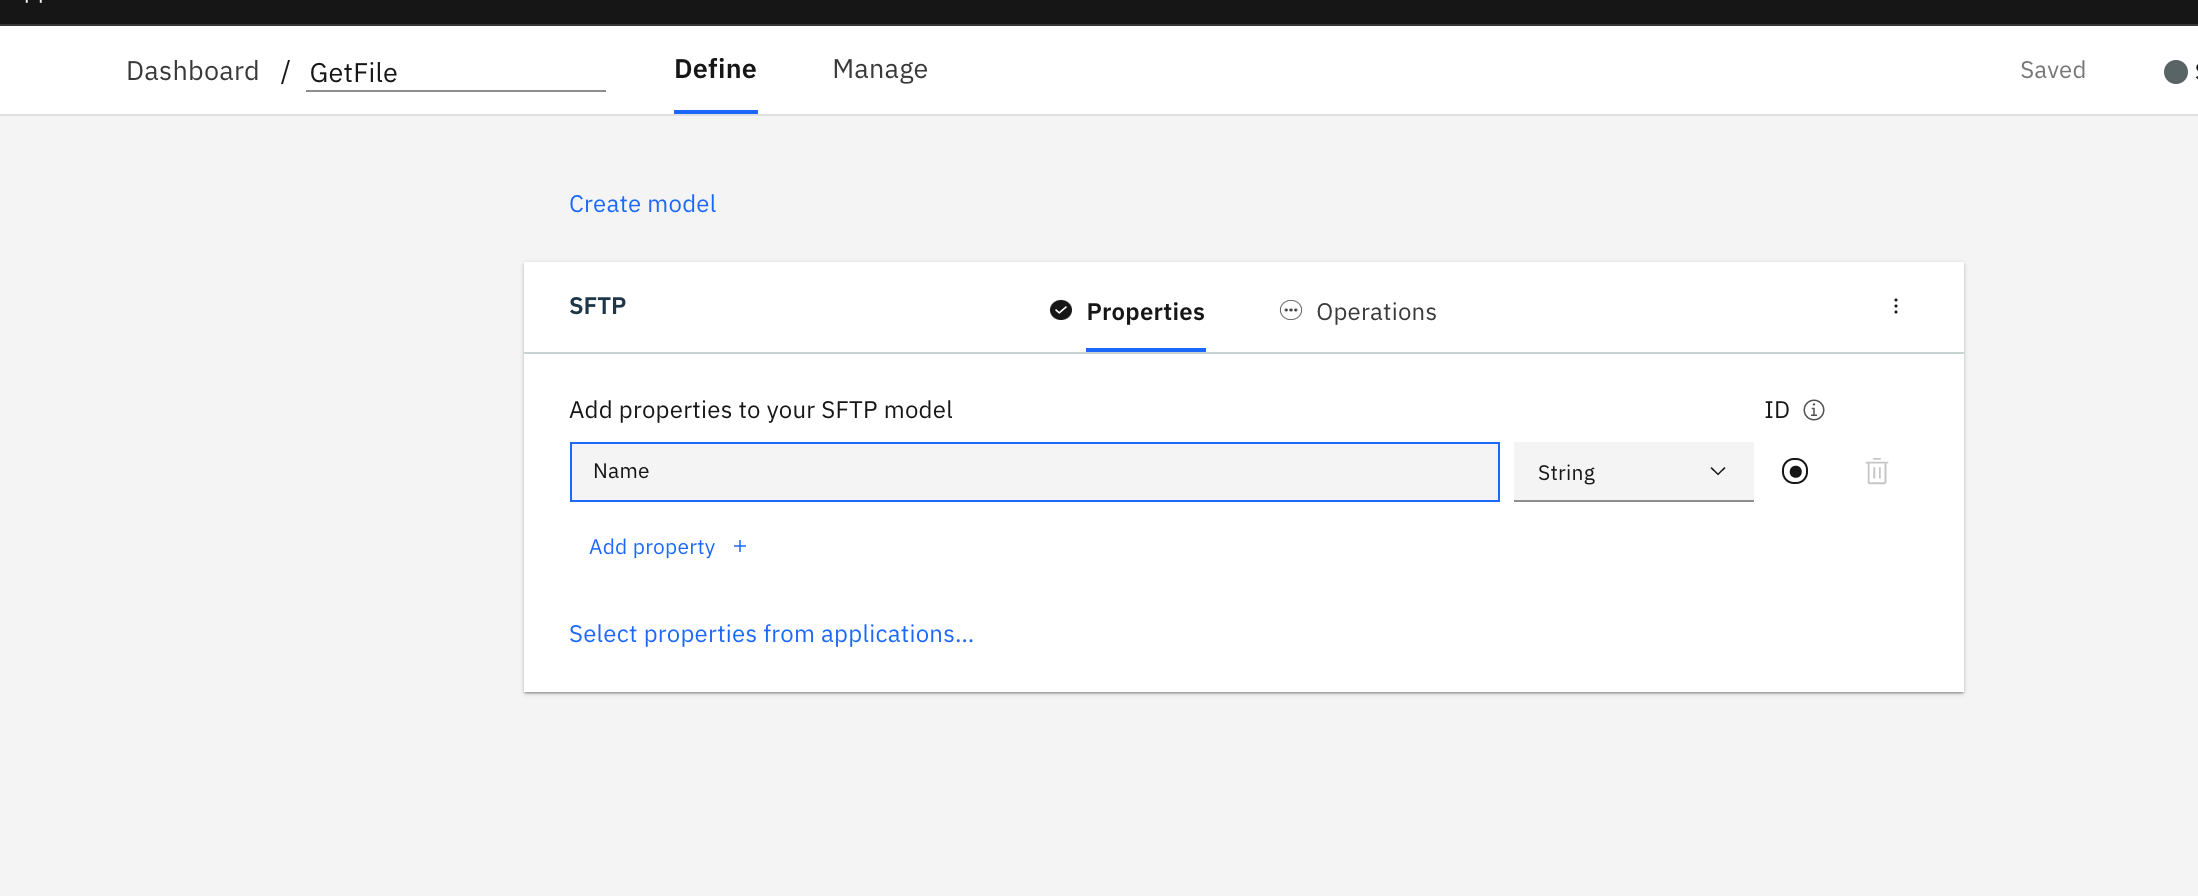 Dashboard / GetFile Define Manage Saved
Create model
SFTP Properties Operations
Add properties to your SFTP model ID
Name String
Add property +
Select properties from applications...